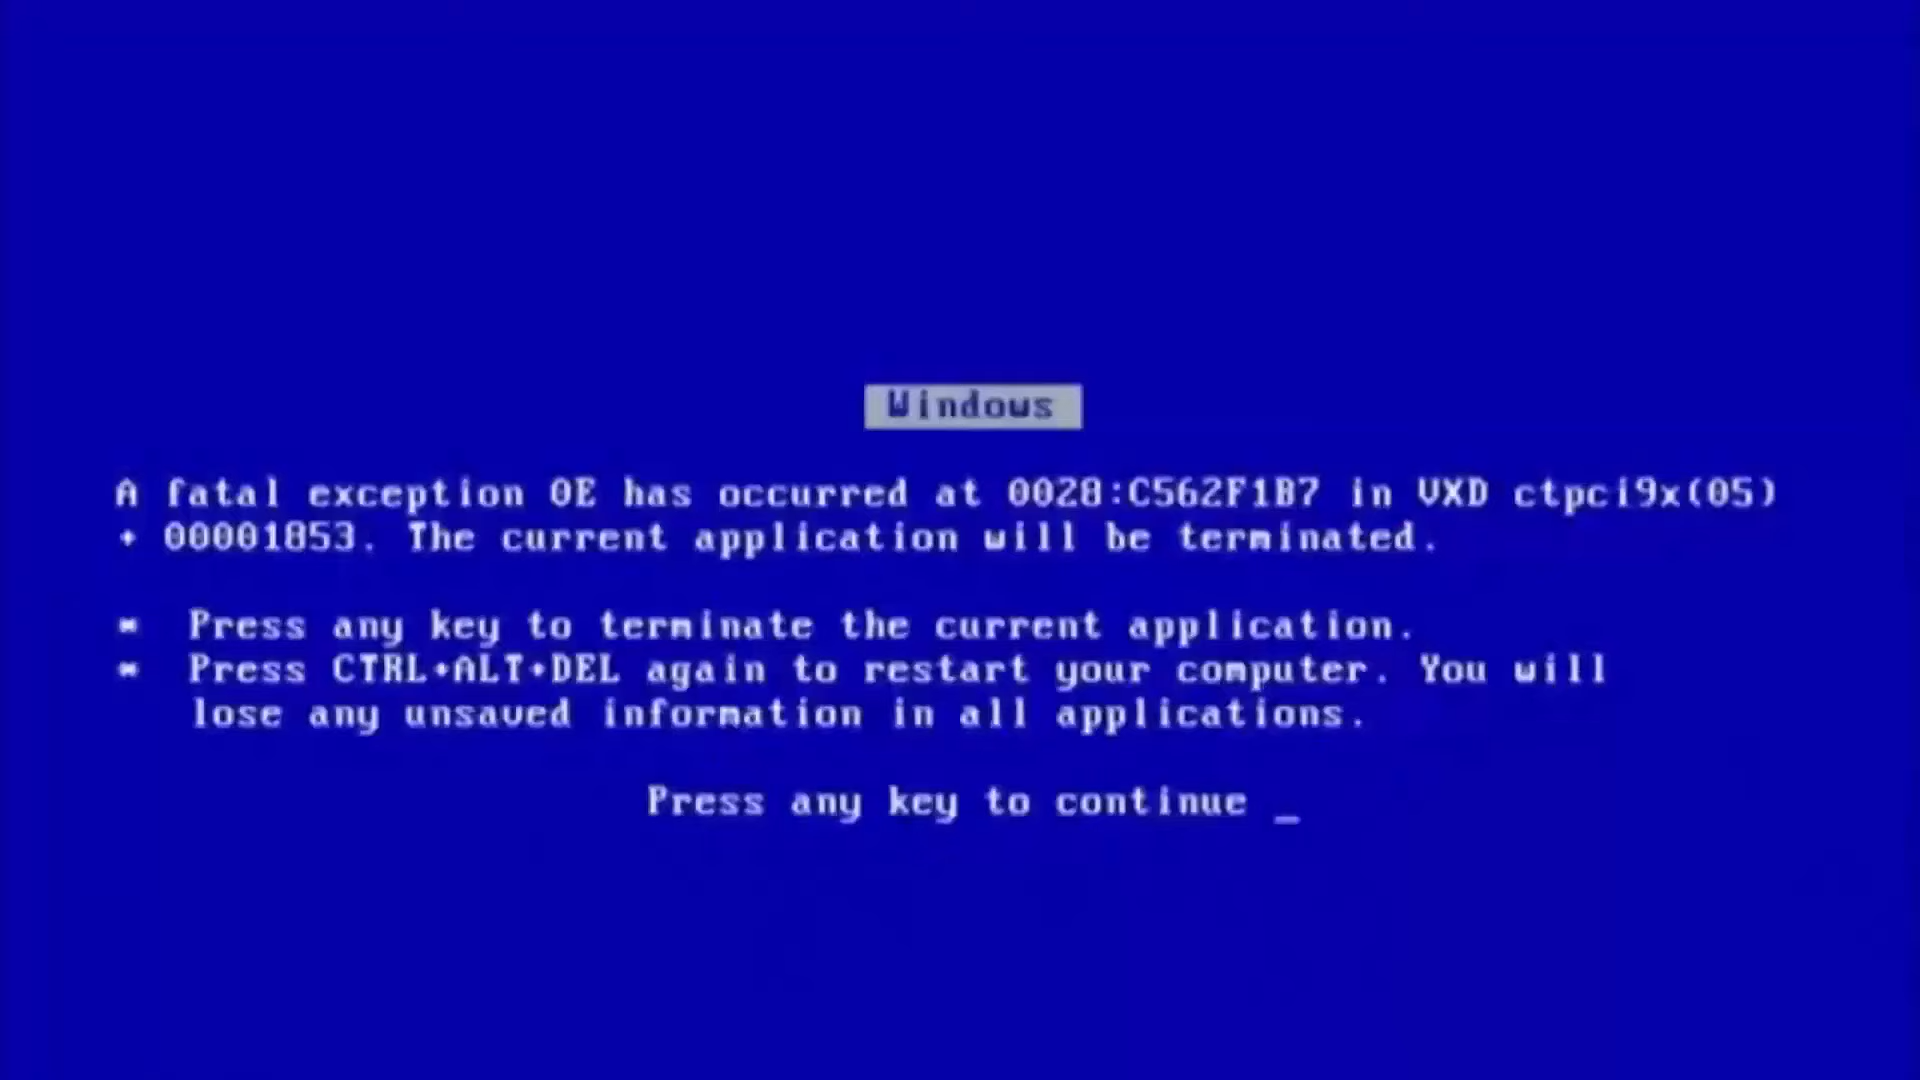 Windows
A fatal exception 0E has occurred at 0028:C562F1B7 in VXD ctpci9x(05)
+ 00001853. The current application will be terminated.
* Press any key to terminate the current application.
* Press CTRL+ALT+DEL again to restart your computer. You will
lose any unsaved information in all applications.
Press any key to continue _